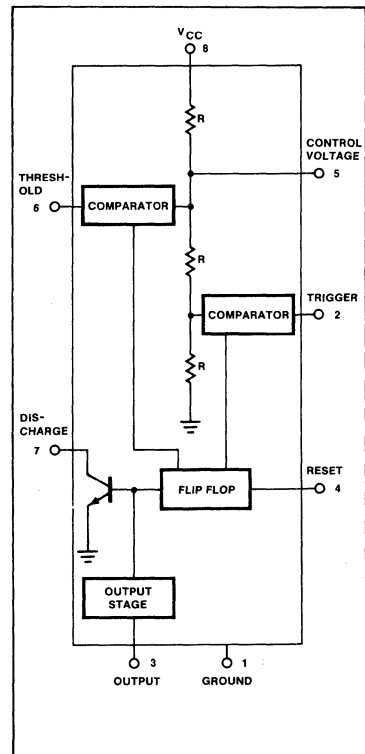 VCC
8
R
CONTROL
VOLTAGE
5
THRESH-
OLD
6
COMPARATOR
R
COMPARATOR
TRIGGER
2
R
DIS-
CHARGE
7
FLIP FLOP
RESET
4
OUTPUT
STAGE
3
OUTPUT
1
GROUND